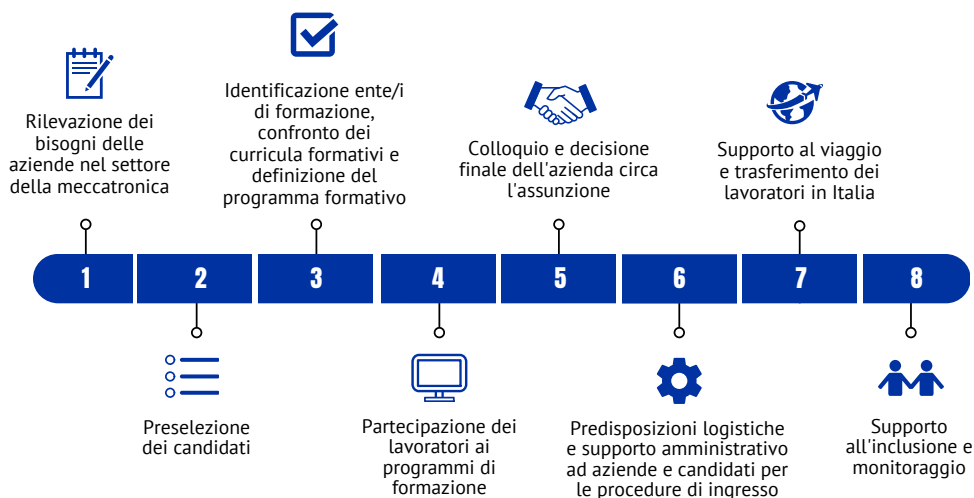 Rilevazione dei
bisogni delle
aziende nel settore
della meccatronica
Identificazione ente/i
di formazione,
confronto dei
curricula formativi e
definizione del
programma formativo
Colloquio e decisione
finale dell'azienda circa
l'assunzione
Supporto al viaggio
e trasferimento dei
lavoratori in Italia
1
2
3
4
5
6
7
8
Preselezione
dei candidati
Partecipazione dei
lavoratori ai
programmi di
formazione
Predisposizioni logistiche
e supporto amministrativo
ad aziende e candidati per
le procedure di ingresso
Supporto
all'inclusione e
monitoraggio